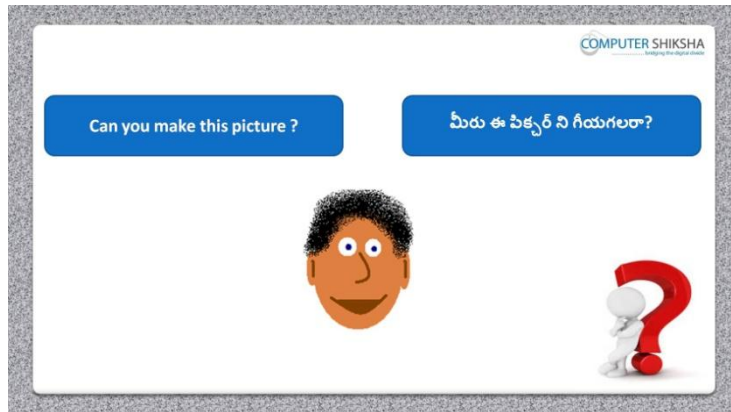 COMPUTER SHIKSHA
bridging the digital divide
Can you make this picture ?
మీరు ఈ పిక్చర్ ని గీయగలరా?